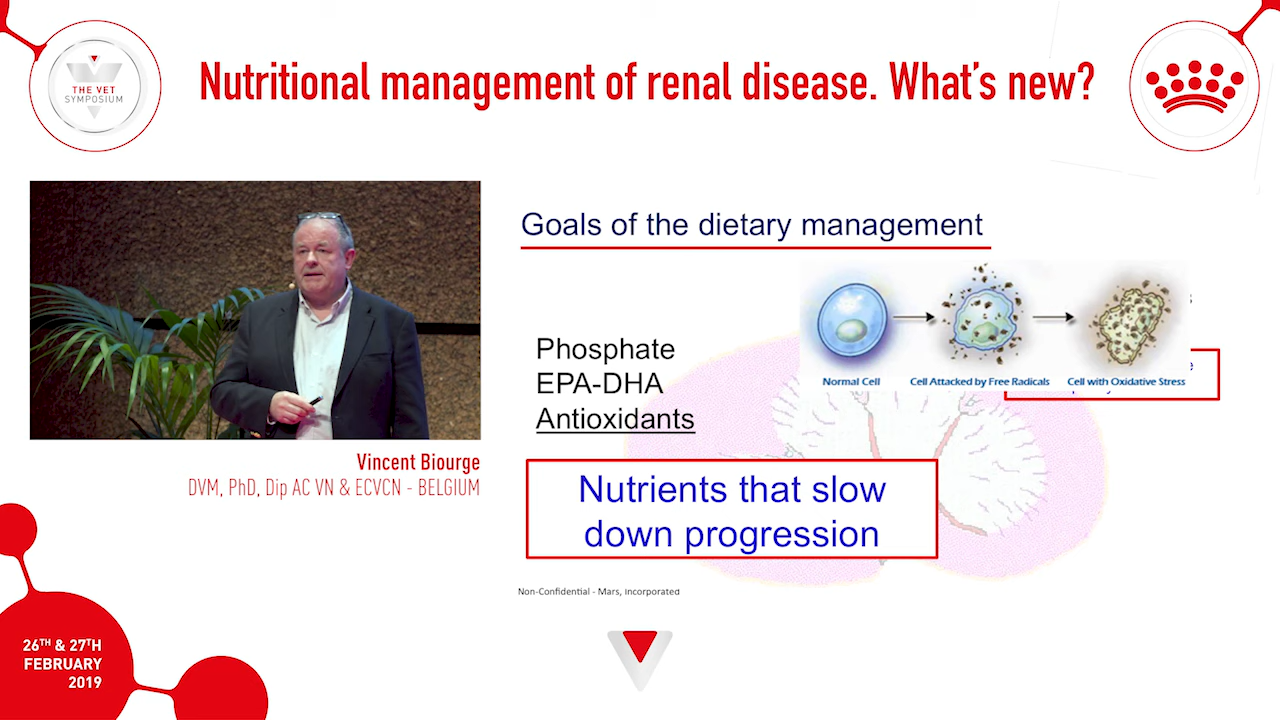 THE VET
SYMPOSIUM
Nutritional management of renal disease. What's new?
Vincent Biourge
DVM, PhD, Dip AC VN & ECVCN - BELGIUM
Goals of the dietary management
Normal Cell
Cell Attacked by Free Radicals
Cell with Oxidative Stress
Phosphate
EPA-DHA
Antioxidants
Nutrients that slow
down progression
Non-Confidential - Mars, Incorporated
26TH & 27TH
FEBRUARY
2019